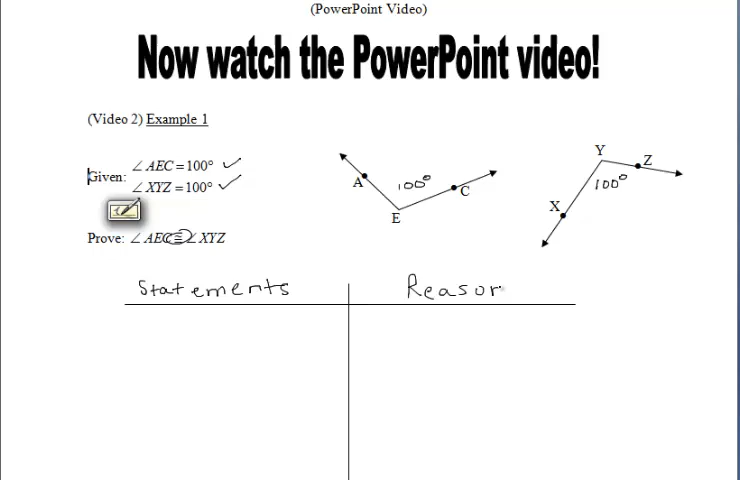 (PowerPoint Video)
Now watch the PowerPoint video!
(Video 2) Example 1
Given: ∠AEC = 100° ✓
∠XYZ = 100° ✓
Prove: ∠AEC ≅ ∠XYZ
A 100° C
E
Y
Z
100°
X
Statements Reason